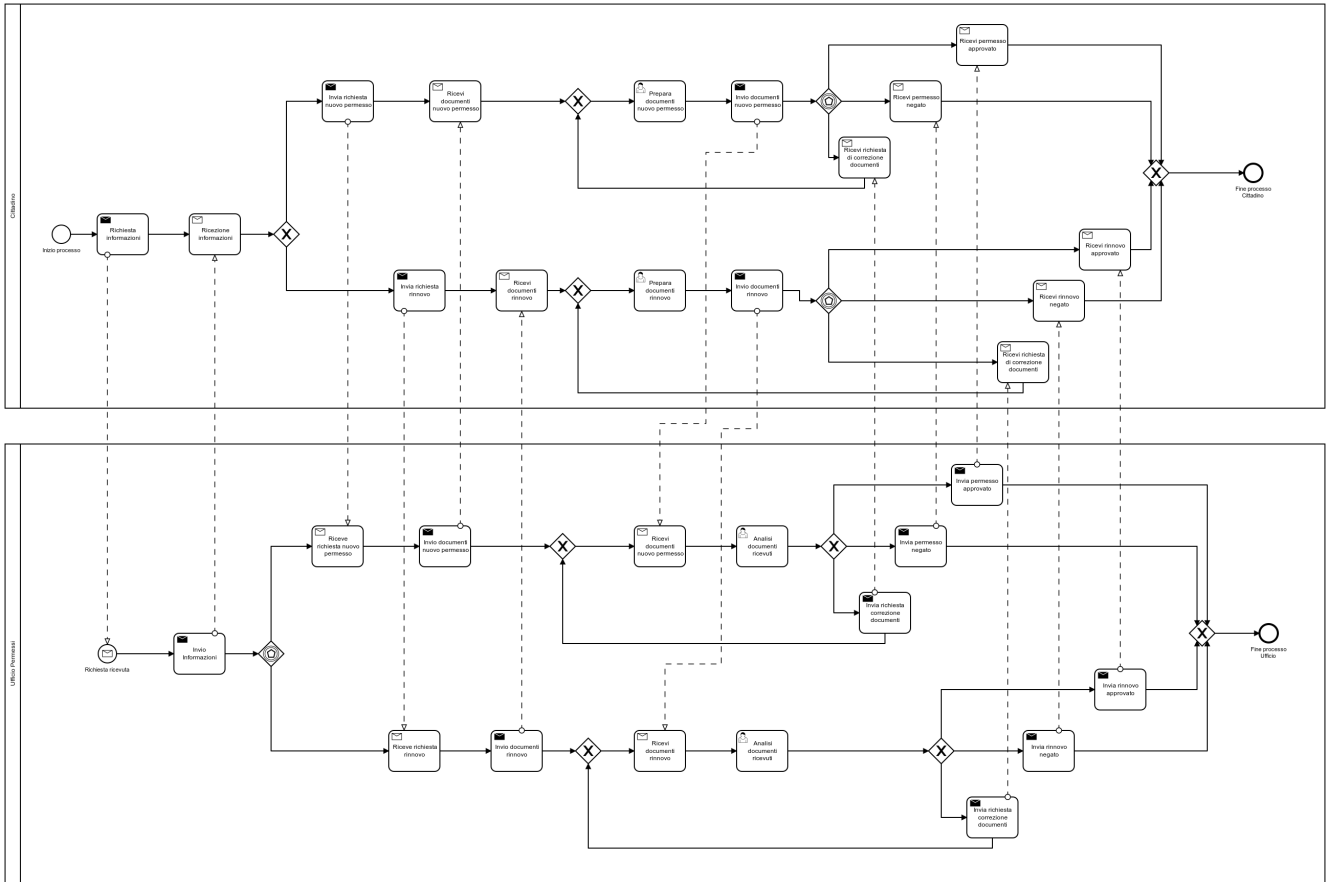 Cittadino
Ricevi permesso
approvato
Invia richiesta
nuovo permesso
Ricevi
documenti
nuovo permesso
Prepara
documenti
nuovo permesso
Invio documenti
nuovo permesso
Ricevi permesso
negato
Ricevi richiesta
di correzione
documenti
Fine processo
Cittadino
Inizio processo
Richiesta
informazioni
Ricezione
informazioni
Invia richiesta
rinnovo
Ricevi
documenti
rinnovo
Prepara
documenti
rinnovo
Invio documenti
rinnovo
Ricevi rinnovo
approvato
Ricevi rinnovo
negato
Ricevi richiesta
di correzione
documenti
Ufficio Permessi
Invia permesso
approvato
Riceve
richiesta nuovo
permesso
Invio documenti
nuovo permesso
Ricevi
documenti
nuovo permesso
Analisi
documenti
ricevuti
Invia permesso
negato
Invia richiesta
correzione
documenti
Richiesta ricevuta
Invio
Informazioni
Fine processo
Ufficio
Invia rinnovo
approvato
Riceve richiesta
rinnovo
Invio documenti
rinnovo
Ricevi
documenti
rinnovo
Analisi
documenti
ricevuti
Invia rinnovo
negato
Invia richiesta
correzione
documenti